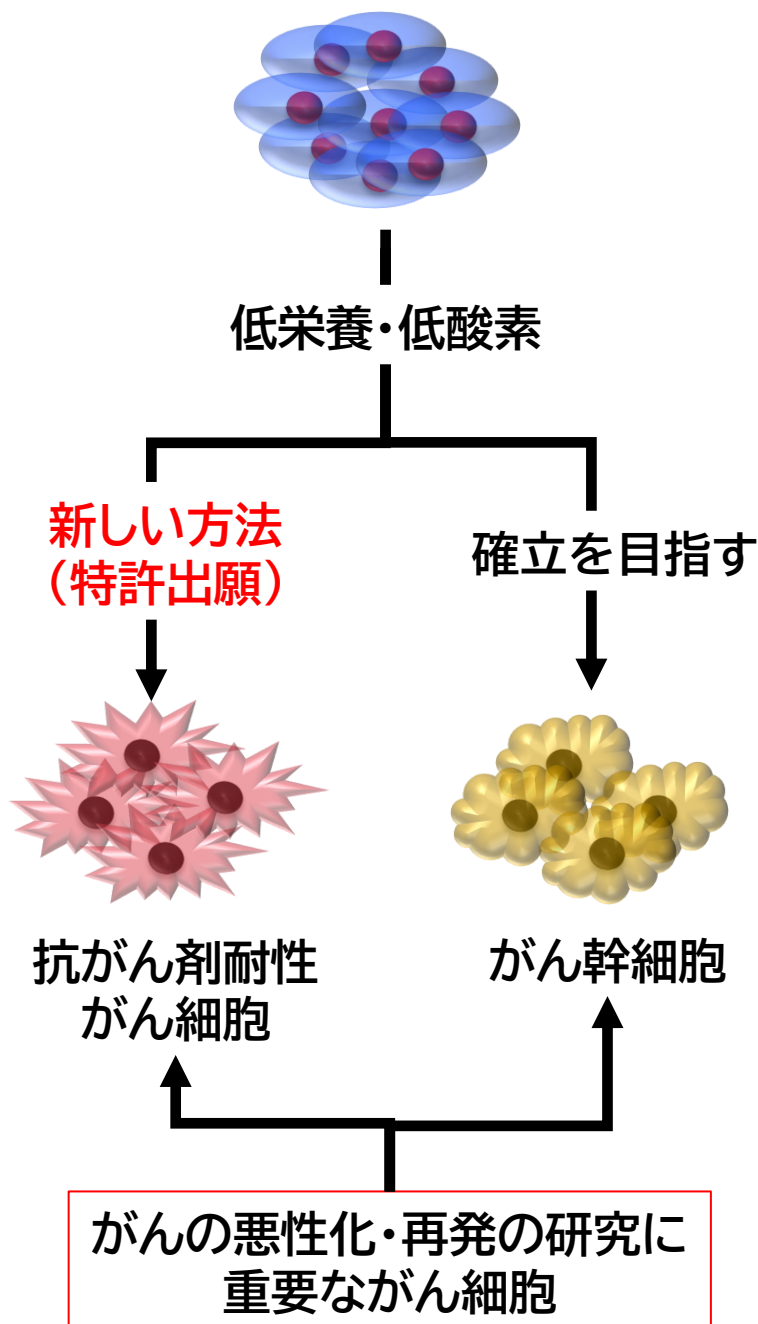 低栄養・低酸素
新しい方法
（特許出願）
確立を目指す
抗がん剤耐性
がん細胞
がん幹細胞
がんの悪性化・再発の研究に
重要ながん細胞